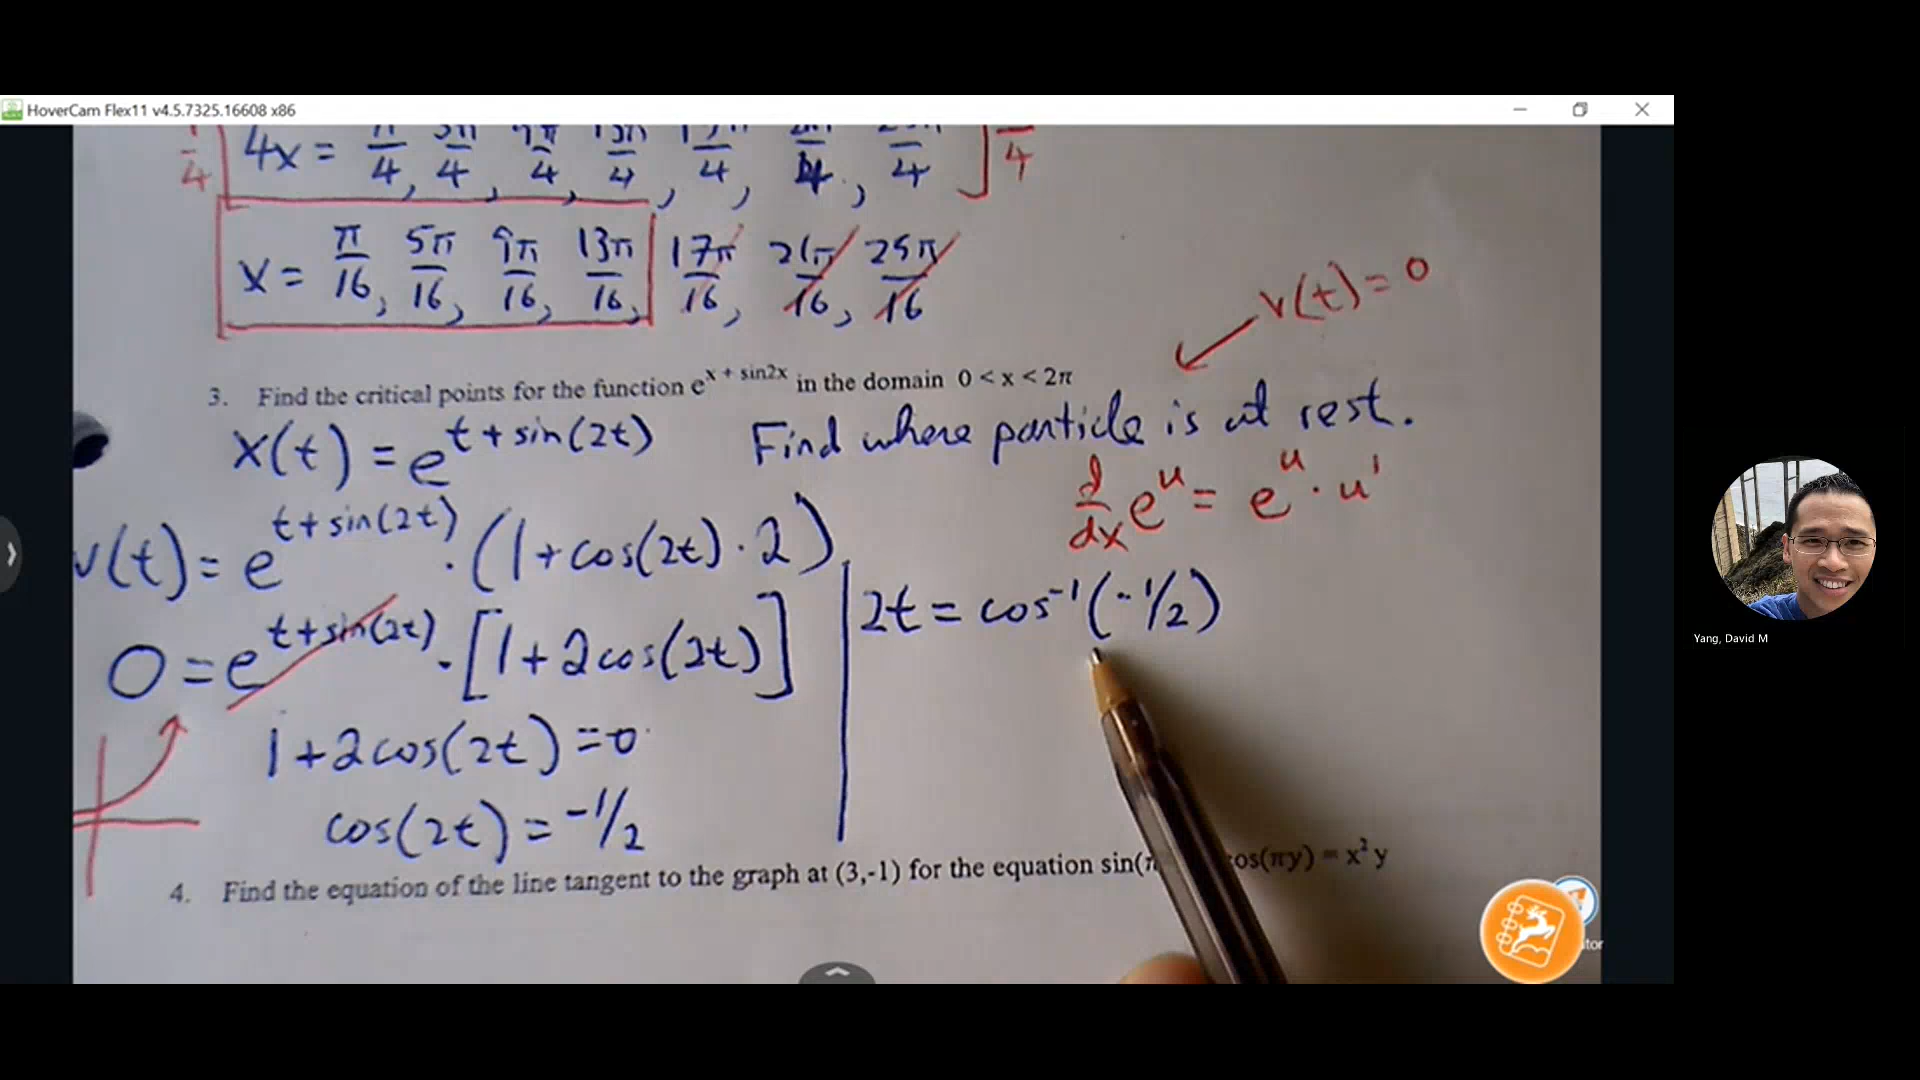 HoverCam Flex11 v4.5.7325.16608 x86
4 ] 4x = π/4, 5π/4, 9π/4, 13π/4, /4, /4, /4 ] 4
x = π/16, 5π/16, 9π/16, 13π/16, 17π/16, 21π/16, 25π/16
v(t) = 0
3. Find the critical points for the function e^x + sin2x in the domain 0 < x < 2π
x(t) = e^t + sin(2t) Find where particle is at rest.
d/dx e^u = e^u · u'
v(t) = e^t + sin(2t) · (1 + cos(2t) · 2)
2t = cos^-1(-1/2)
0 = e^t + sin(2t) · [1 + 2cos(2t)]
1 + 2cos(2t) = 0
cos(2t) = -1/2
4. Find the equation of the line tangent to the graph at (3,-1) for the equation sin( cos(πy) = x²y
Yang, David M